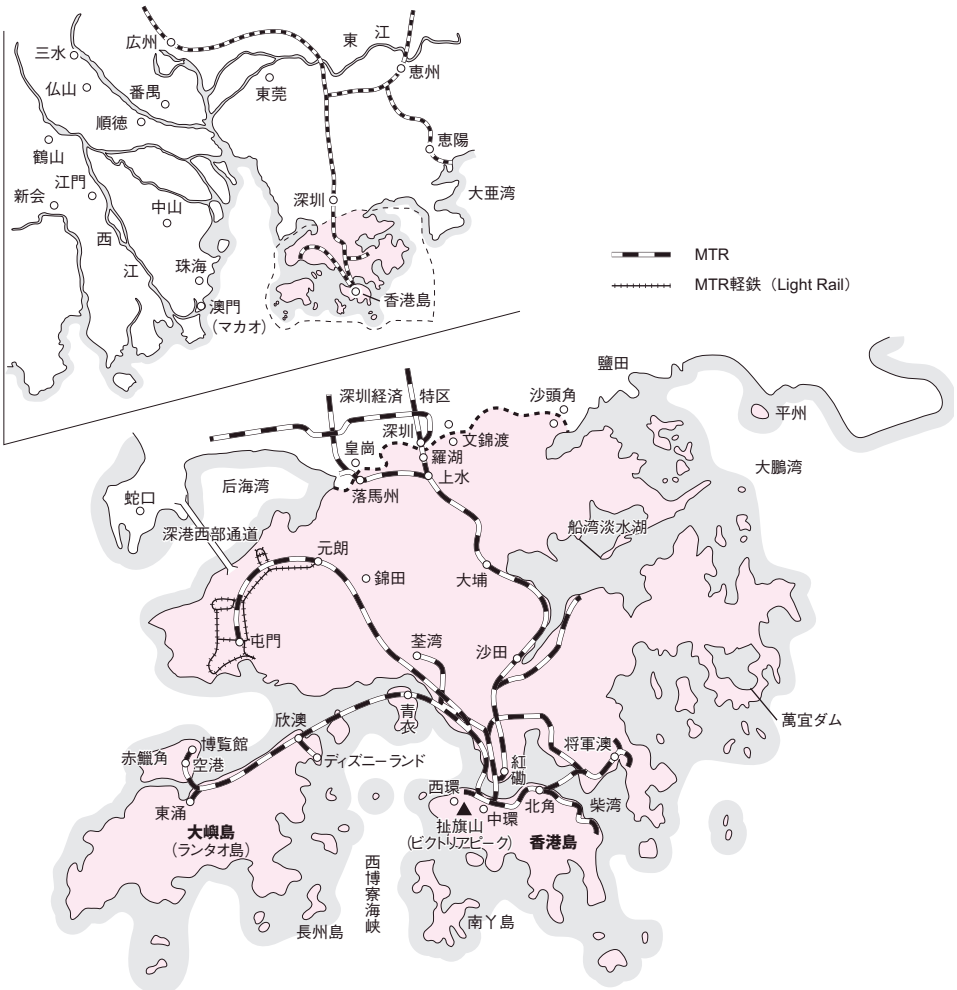 広州
東
江
三水
恵州
仏山
番禺
東莞
順徳
恵陽
鶴山
大亜湾
江門
新会
深圳
中山
西
江
珠海
香港島
澳門
（マカオ）
MTR
MTR軽鉄（Light Rail）
鹽田
深圳経済
特区
沙頭角
平州
深圳
文錦渡
皇崗
羅湖
大鵬湾
上水
后海湾
落馬州
蛇口
深港西部通道
船湾淡水湖
元朗
錦田
大埔
屯門
荃湾
沙田
青
衣
萬宜ダム
欣澳
博覧館
将軍澳
赤鱲角
空港
ディズニーランド
紅
磡
西環
北角
柴湾
東涌
中環
大嶼島
（ランタオ島）
扯旗山
（ビクトリアピーク）
香港島
西博寮海峡
長州島
南丫島